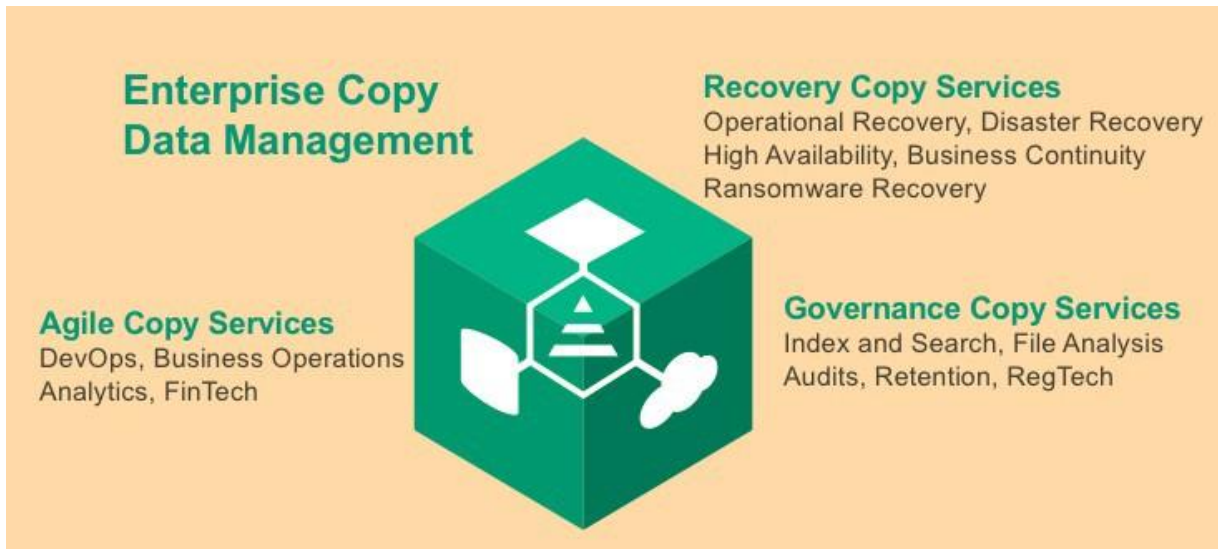 Enterprise Copy
Data Management
Recovery Copy Services
Operational Recovery, Disaster Recovery
High Availability, Business Continuity
Ransomware Recovery
Agile Copy Services
DevOps, Business Operations
Analytics, FinTech
Governance Copy Services
Index and Search, File Analysis
Audits, Retention, RegTech